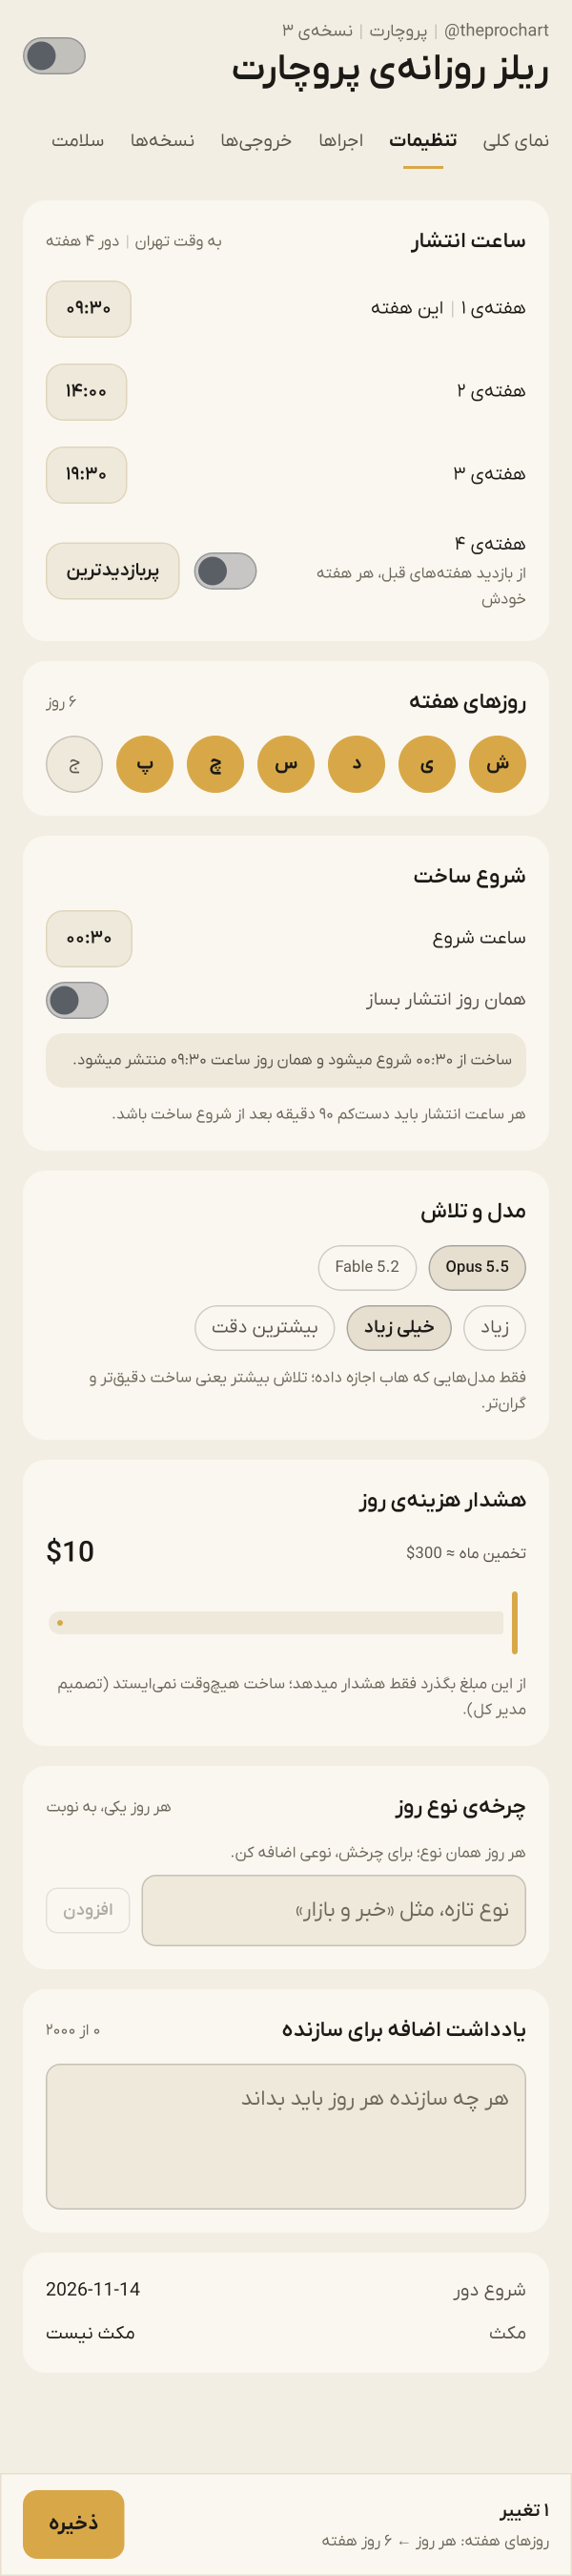 @theprochart | پروچارت | نسخه‌ی ۳
ریلز روزانه‌ی پروچارت
نمای کلی
تنظیمات
اجراها
خروجی‌ها
نسخه‌ها
سلامت
ساعت انتشار
به وقت تهران | دور ۴ هفته
هفته‌ی ۱ | این هفته
۰۹:۳۰
هفته‌ی ۲
۱۴:۰۰
هفته‌ی ۳
۱۹:۳۰
هفته‌ی ۴
از بازدید هفته‌های قبل، هر هفته
خودش
پربازدیدترین
روزهای هفته
۶ روز
ش
ی
د
س
چ
پ
ج
شروع ساخت
ساعت شروع
۰۰:۳۰
همان روز انتشار بساز
ساخت از ۰۰:۳۰ شروع میشود و همان روز ساعت ۰۹:۳۰ منتشر میشود.
هر ساعت انتشار باید دست‌کم ۹۰ دقیقه بعد از شروع ساخت باشد.
مدل و تلاش
Opus 5.5
Fable 5.2
زیاد
خیلی زیاد
بیشترین دقت
فقط مدل‌هایی که هاب اجازه داده؛ تلاش بیشتر یعنی ساخت دقیق‌تر و
گران‌تر.
هشدار هزینه‌ی روز
تخمین ماه ≈ $300
$10
از این مبلغ بگذرد فقط هشدار میدهد؛ ساخت هیچ‌وقت نمی‌ایستد (تصمیم
مدیر کل).
چرخه‌ی نوع روز
هر روز یکی، به نوبت
هر روز همان نوع؛ برای چرخش، نوعی اضافه کن.
نوع تازه، مثل «خبر و بازار»
افزودن
یادداشت اضافه برای سازنده
۰ از ۲۰۰۰
هر چه سازنده هر روز باید بداند
شروع دور
2026-11-14
مکث
مکث نیست
۱ تغییر
روزهای هفته: هر روز ← ۶ روز هفته
ذخیره